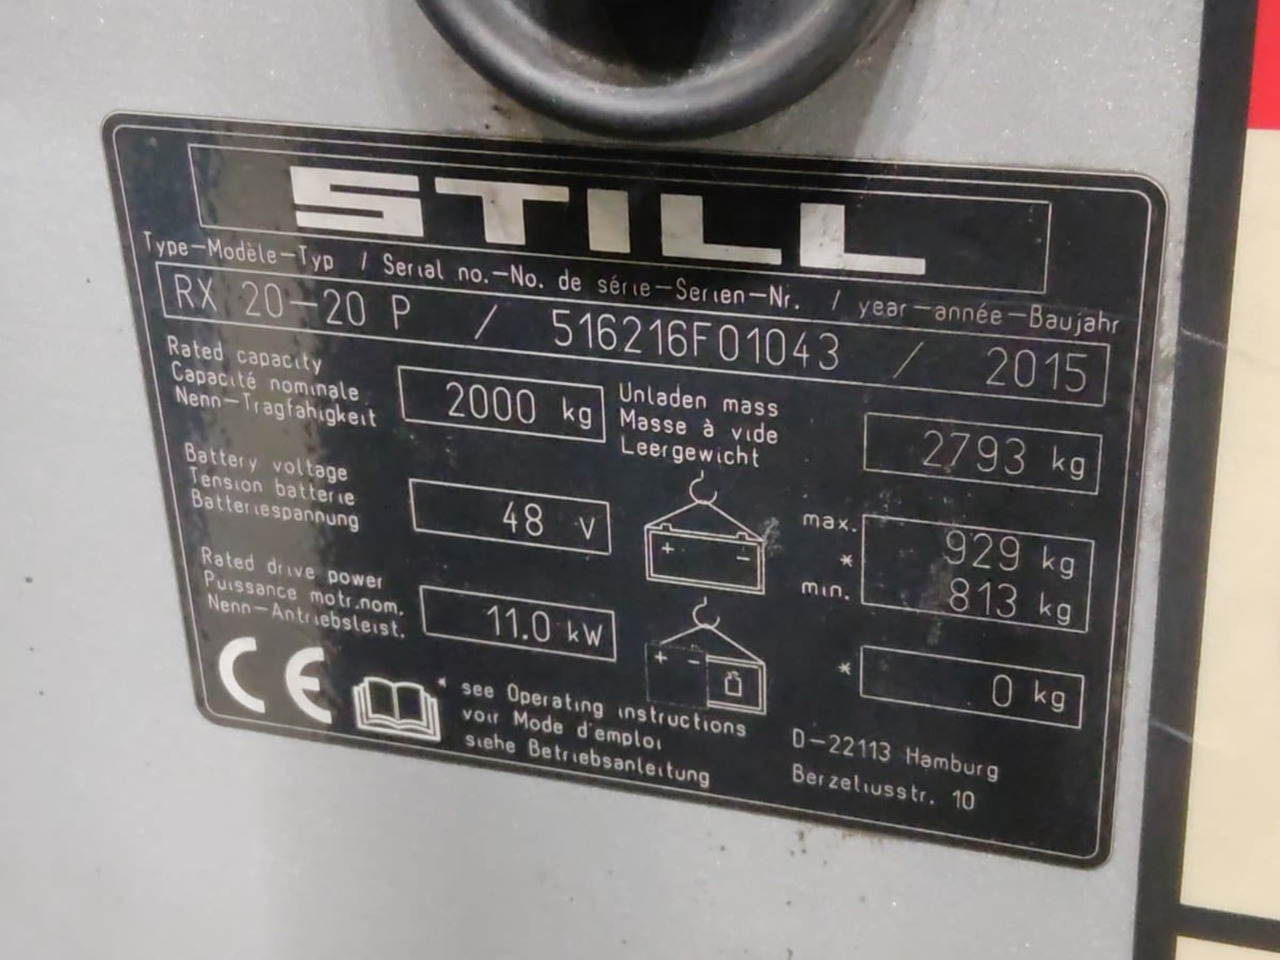 STILL
Type-Modèle-Typ / Serial no.-No. de série-Serien-Nr. / year-année-Baujahr
RX 20-20 P / 516216F01043 / 2015
Rated capacity
Capacité nominale
Nenn-Tragfähigkeit
2000 kg
Unladen mass
Masse à vide
Leergewicht
2793 kg
Battery voltage
Tension batterie
Batteriespannung
48 V
+ -
max. 929 kg
*
min. 813 kg
Rated drive power
Puissance motr.nom.
Nenn-Antriebsleist.
11.0 kW
+ -
* 0 kg
CE
* see Operating instructions
voir Mode d'emploi
siehe Betriebsanleitung
D-22113 Hamburg
Berzeliusstr. 10